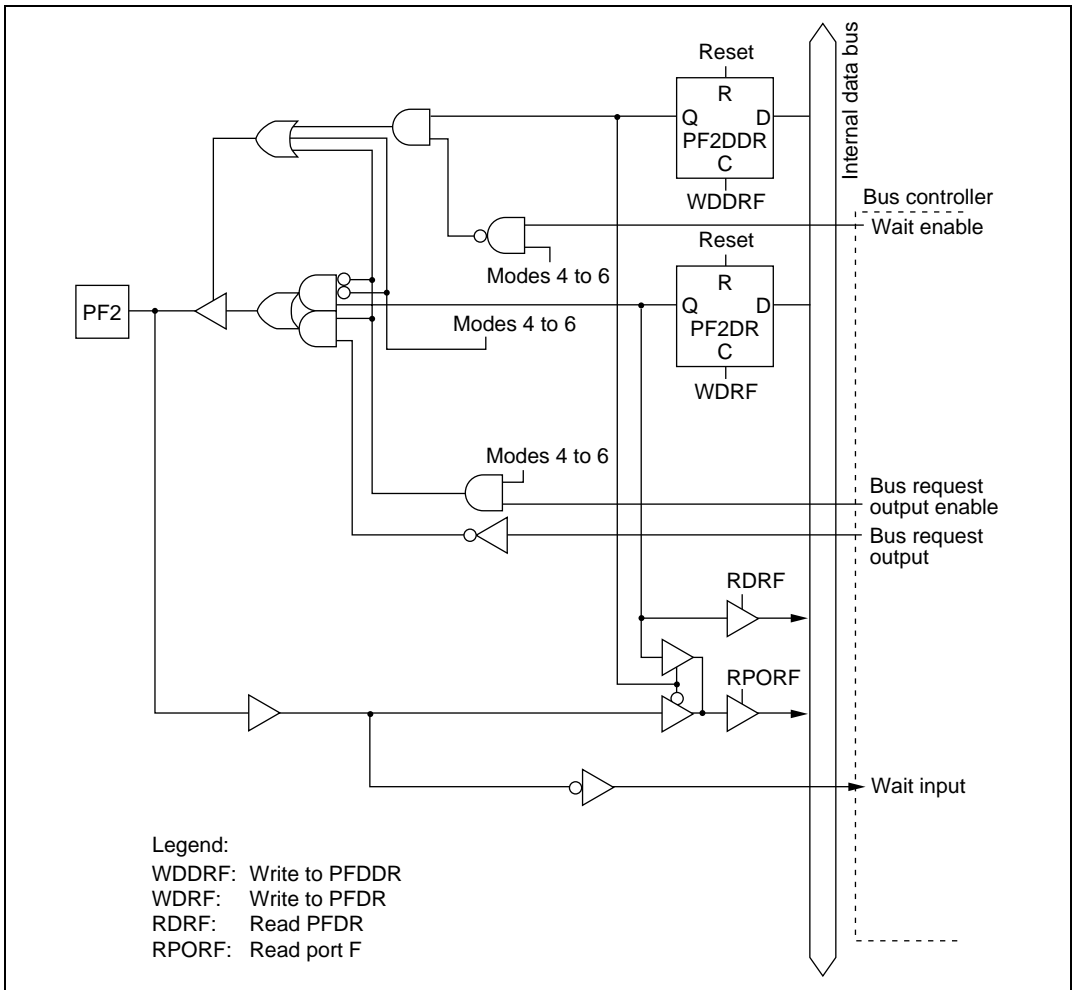 Reset
R
Q D
PF2DDR
C
WDDRF
Internal data bus
Bus controller
Wait enable
Modes 4 to 6
Reset
R
Q D
PF2DR
C
WDRF
PF2
Modes 4 to 6
Modes 4 to 6
Bus request
output enable
Bus request
output
RDRF
RPORF
Wait input
Legend:
WDDRF: Write to PFDDR
WDRF: Write to PFDR
RDRF: Read PFDR
RPORF: Read port F